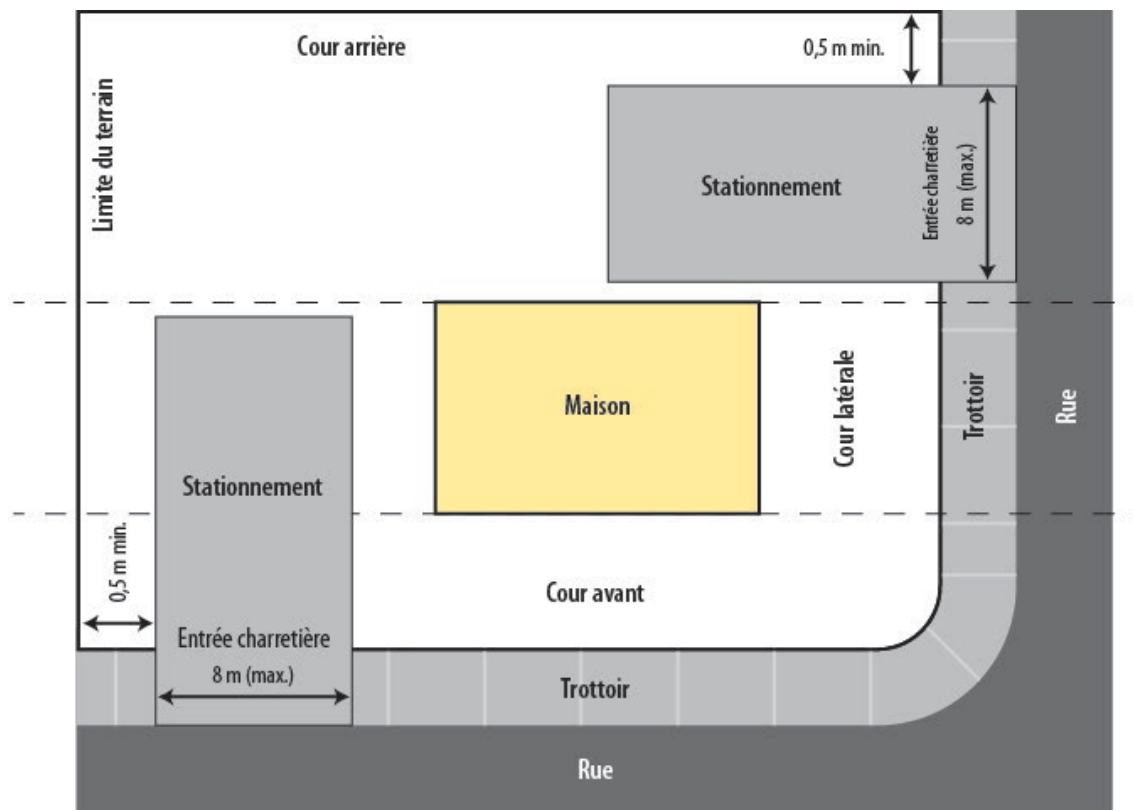 Cour arrière
0,5 m min.
Limite du terrain
Stationnement
Entrée charretière
8 m (max.)
Maison
Cour latérale
Trottoir
Rue
Stationnement
0,5 m min.
Cour avant
Entrée charretière
8 m (max.)
Trottoir
Rue